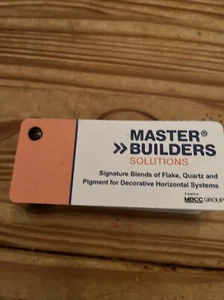 MASTER®
»BUILDERS
SOLUTIONS
Signature Blends of Flake, Quartz and
Pigment for Decorative Horizontal Systems
MBCC GROUP